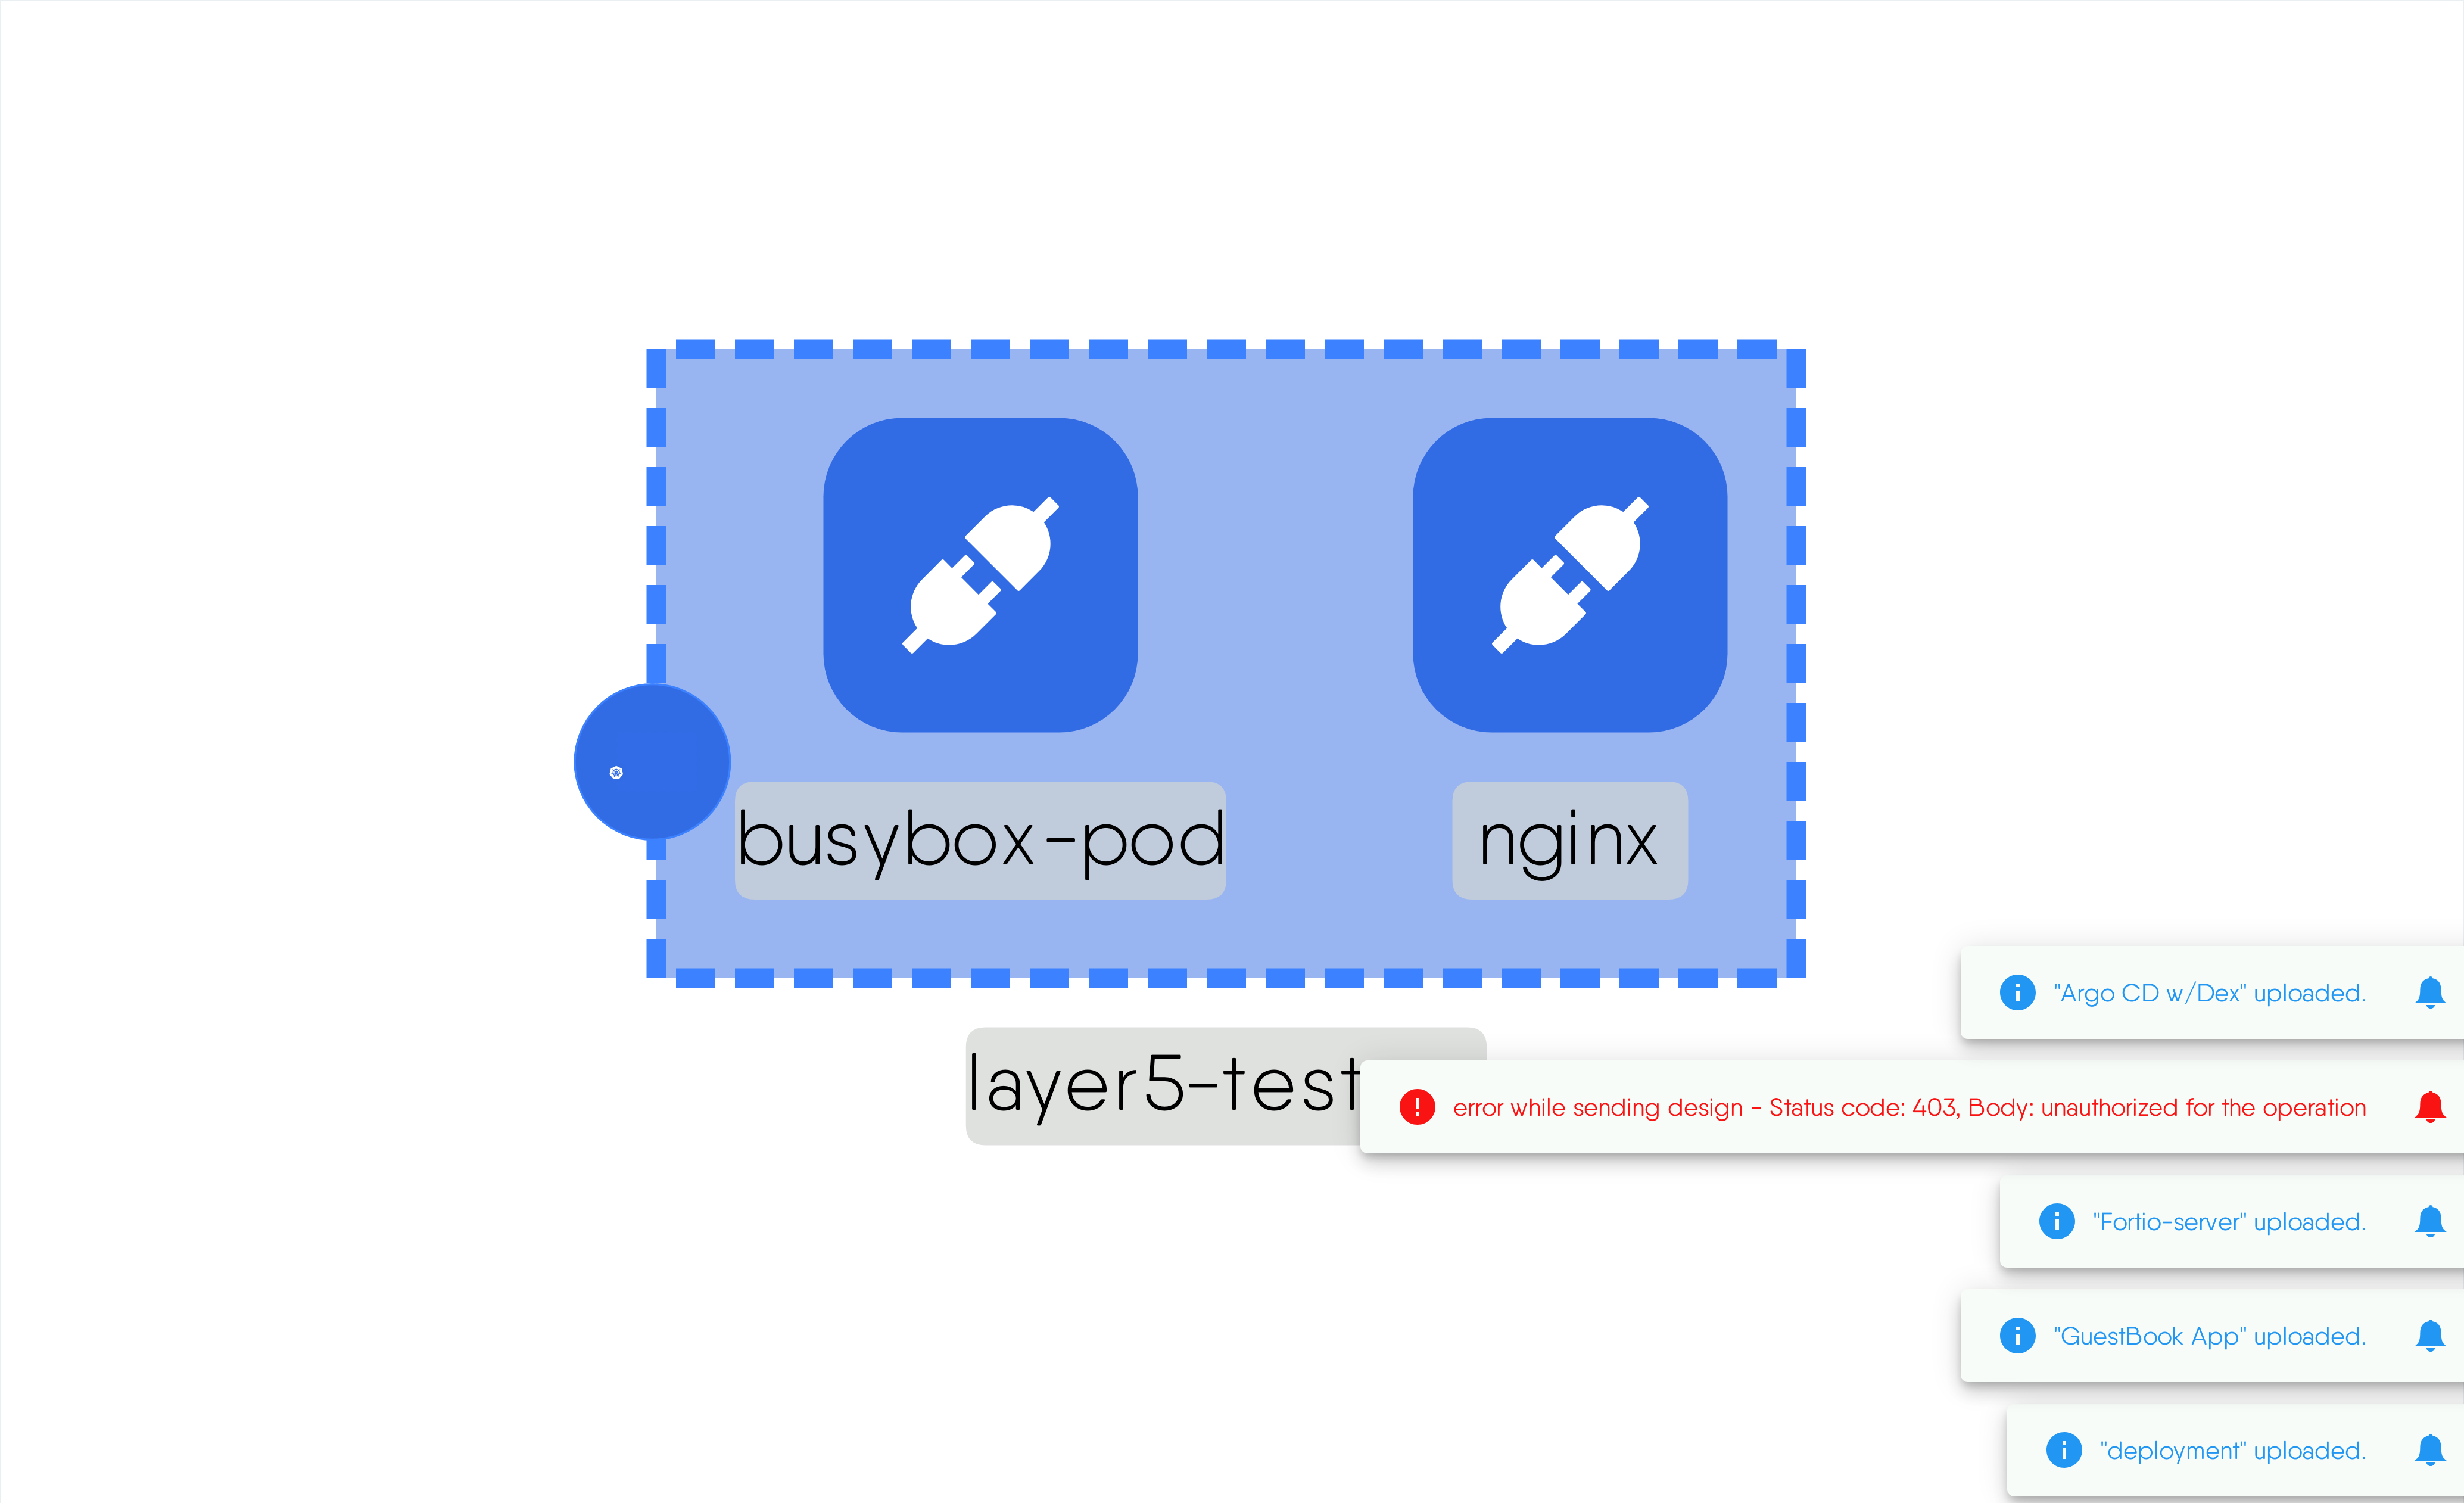 busybox-pod
nginx
layer5-test
"Argo CD w/Dex" uploaded.
error while sending design - Status code: 403, Body: unauthorized for the operation
"Fortio-server" uploaded.
"GuestBook App" uploaded.
"deployment" uploaded.